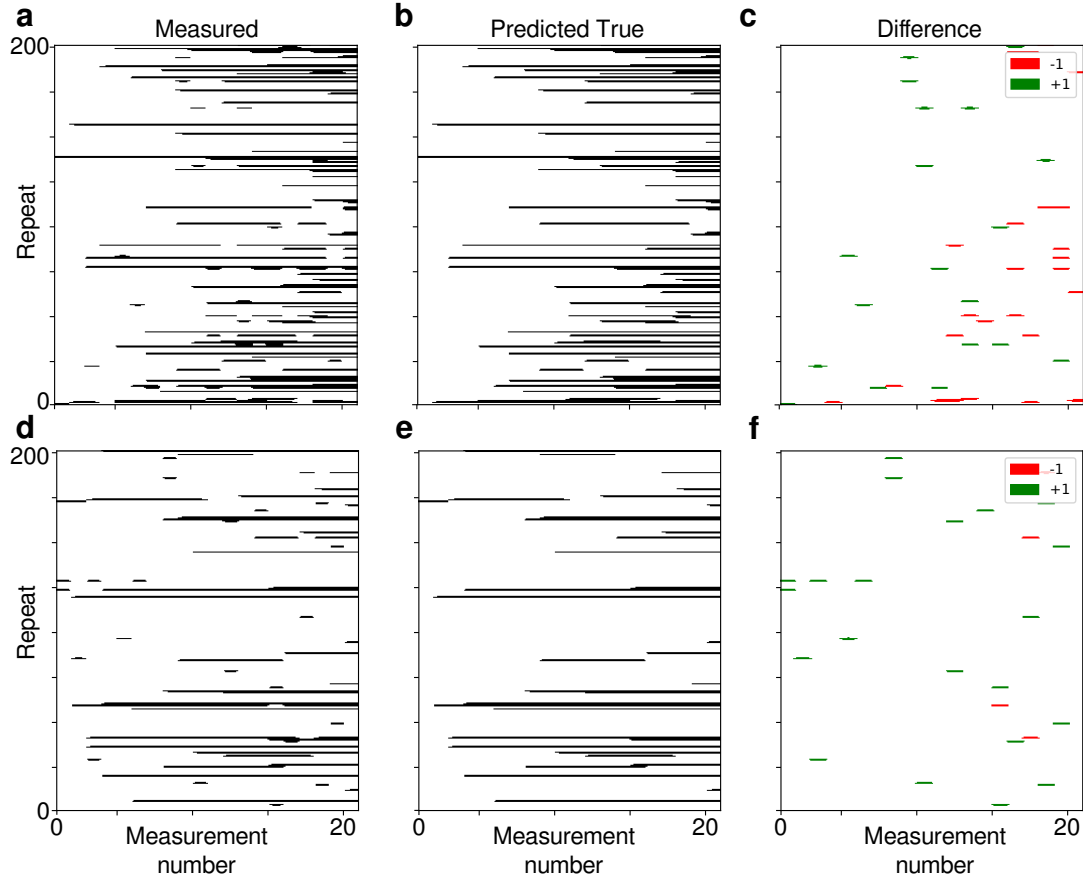 a
b
c
Measured
Predicted True
Difference
200
Repeat
0
-1
+1
d
e
f
200
Repeat
0
-1
+1
0
20
0
20
0
20
Measurement
number
Measurement
number
Measurement
number